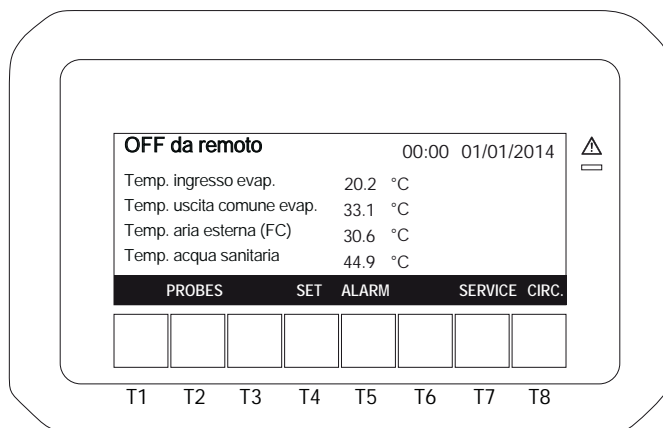 OFF da remoto 00:00 01/01/2014
Temp. ingresso evap. 20.2 °C
Temp. uscita comune evap. 33.1 °C
Temp. aria esterna (FC) 30.6 °C
Temp. acqua sanitaria 44.9 °C
PROBES SET ALARM SERVICE CIRC.
T1 T2 T3 T4 T5 T6 T7 T8